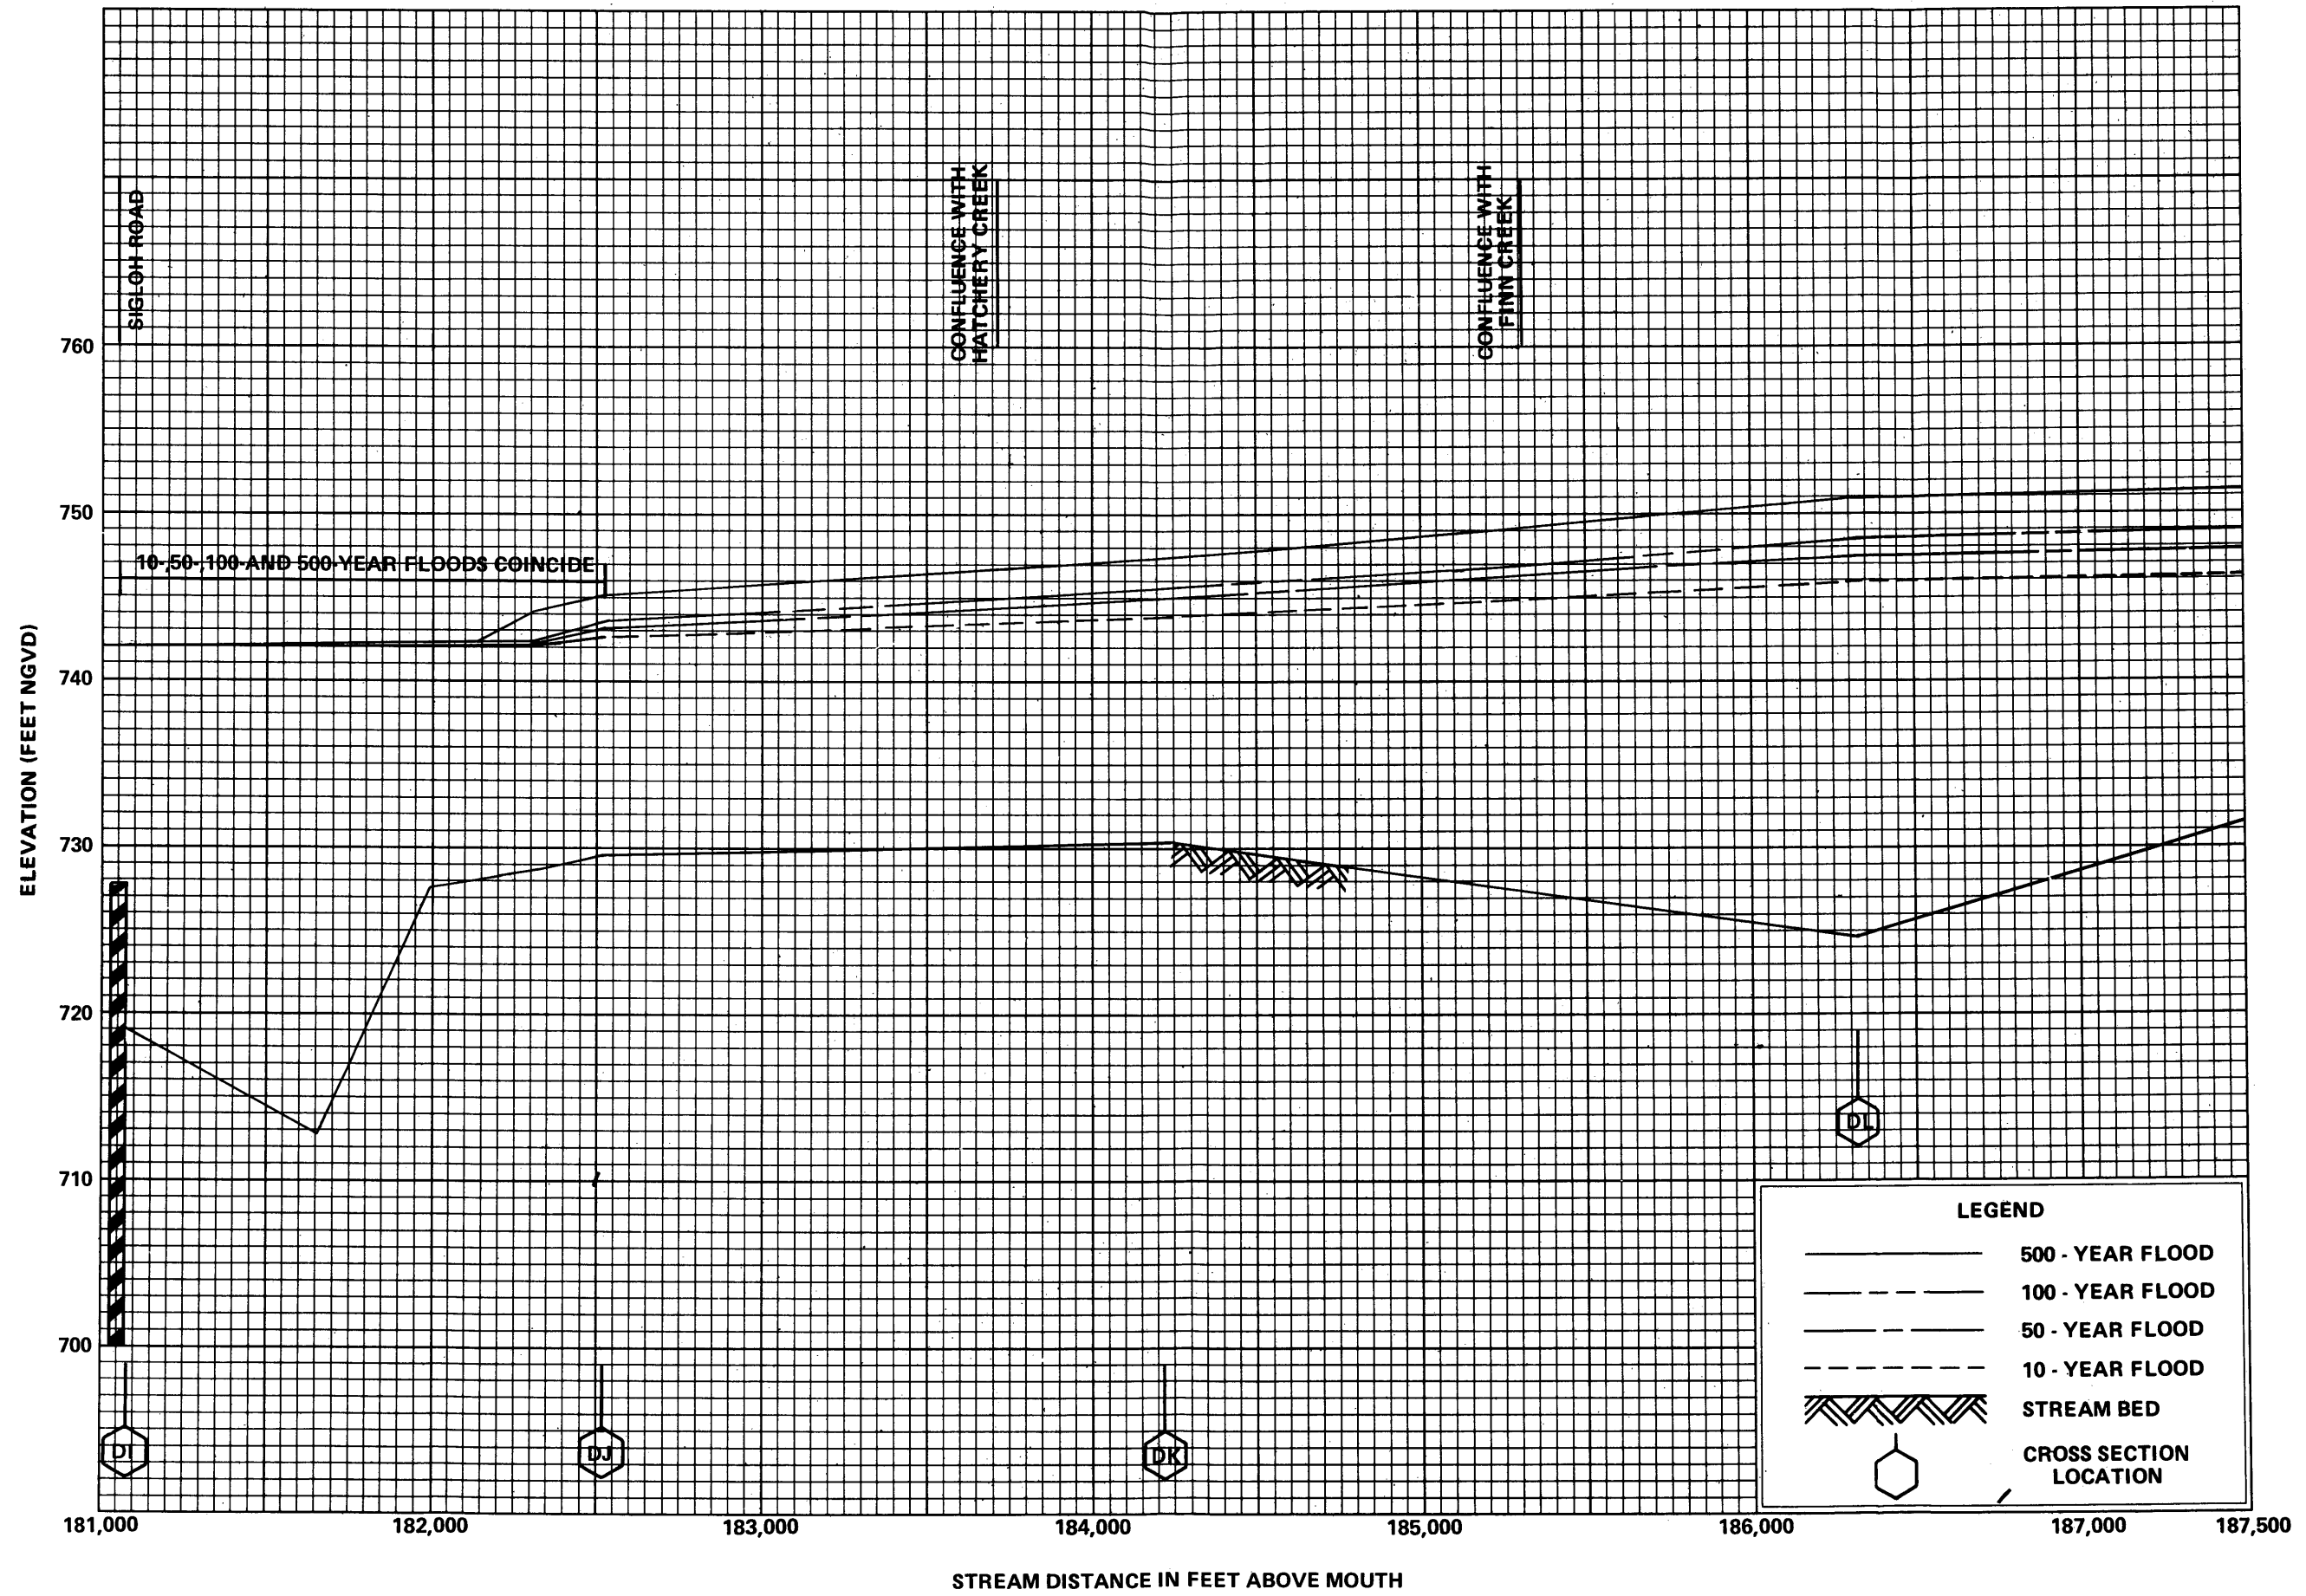 SIGLOH ROAD
CONFLUENCE WITH
HATCHERY CREEK
CONFLUENCE WITH
FINN CREEK
760
750
10-,50-,100-AND 500-YEAR FLOODS COINCIDE
740
730
720
710
700
ELEVATION (FEET NGVD)
DI
DJ
DK
DL
LEGEND
500 - YEAR FLOOD
100 - YEAR FLOOD
50 - YEAR FLOOD
10 - YEAR FLOOD
STREAM BED
CROSS SECTION
LOCATION
181,000
182,000
183,000
184,000
185,000
186,000
187,000
187,500
STREAM DISTANCE IN FEET ABOVE MOUTH